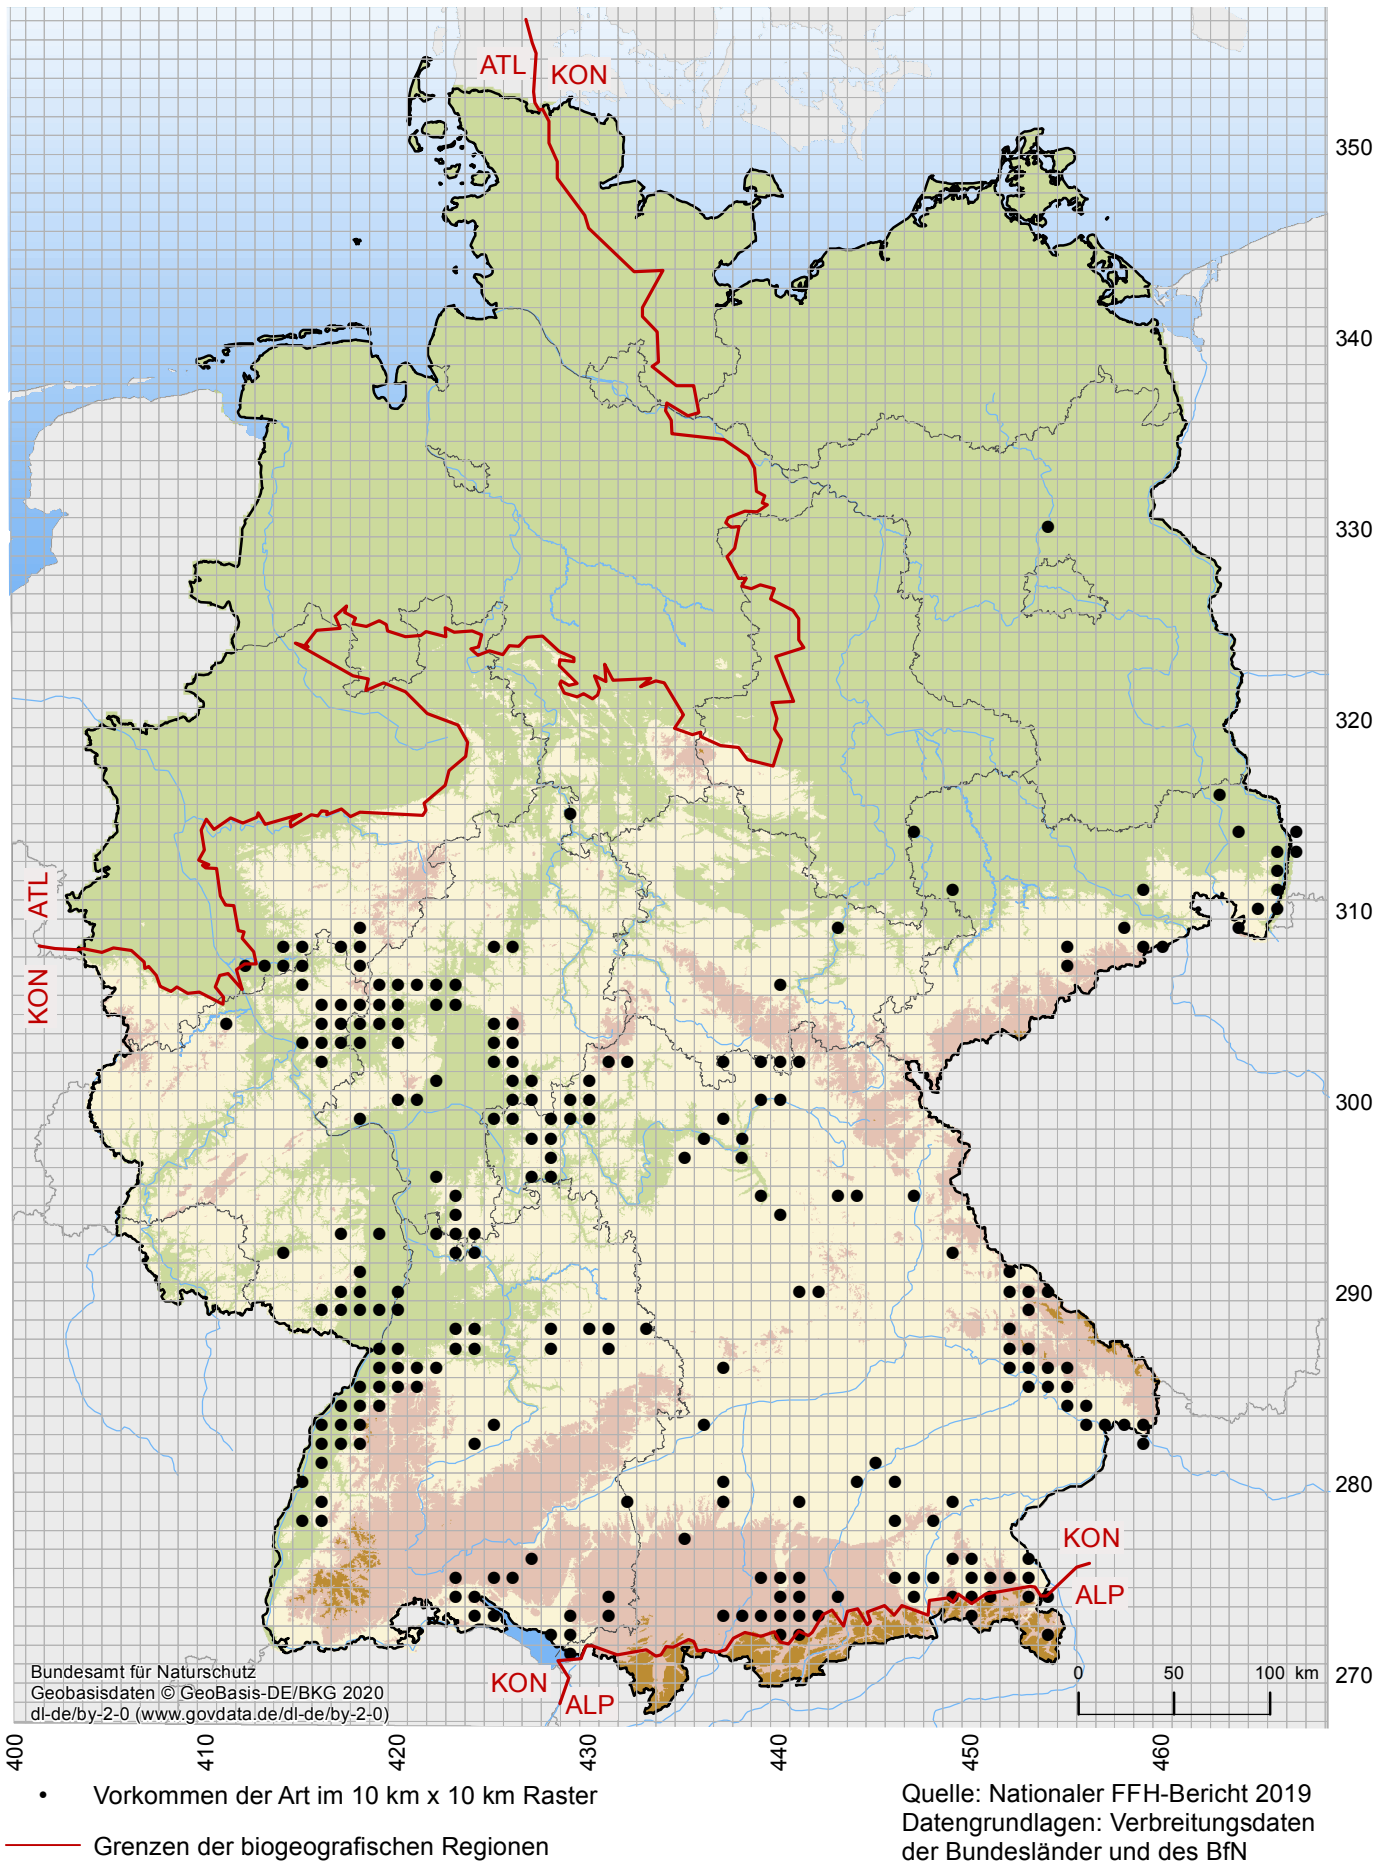 ATL
KON
350
340
330
320
310
300
290
280
270
ATL
KON
KON
ALP
KON
ALP
0 50 100 km
Bundesamt für Naturschutz
Geobasisdaten © GeoBasis-DE/BKG 2020
dl-de/by-2-0 (www.govdata.de/dl-de/by-2-0)
400 410 420 430 440 450 460
• Vorkommen der Art im 10 km x 10 km Raster
Grenzen der biogeografischen Regionen
Quelle: Nationaler FFH-Bericht 2019
Datengrundlagen: Verbreitungsdaten
der Bundesländer und des BfN